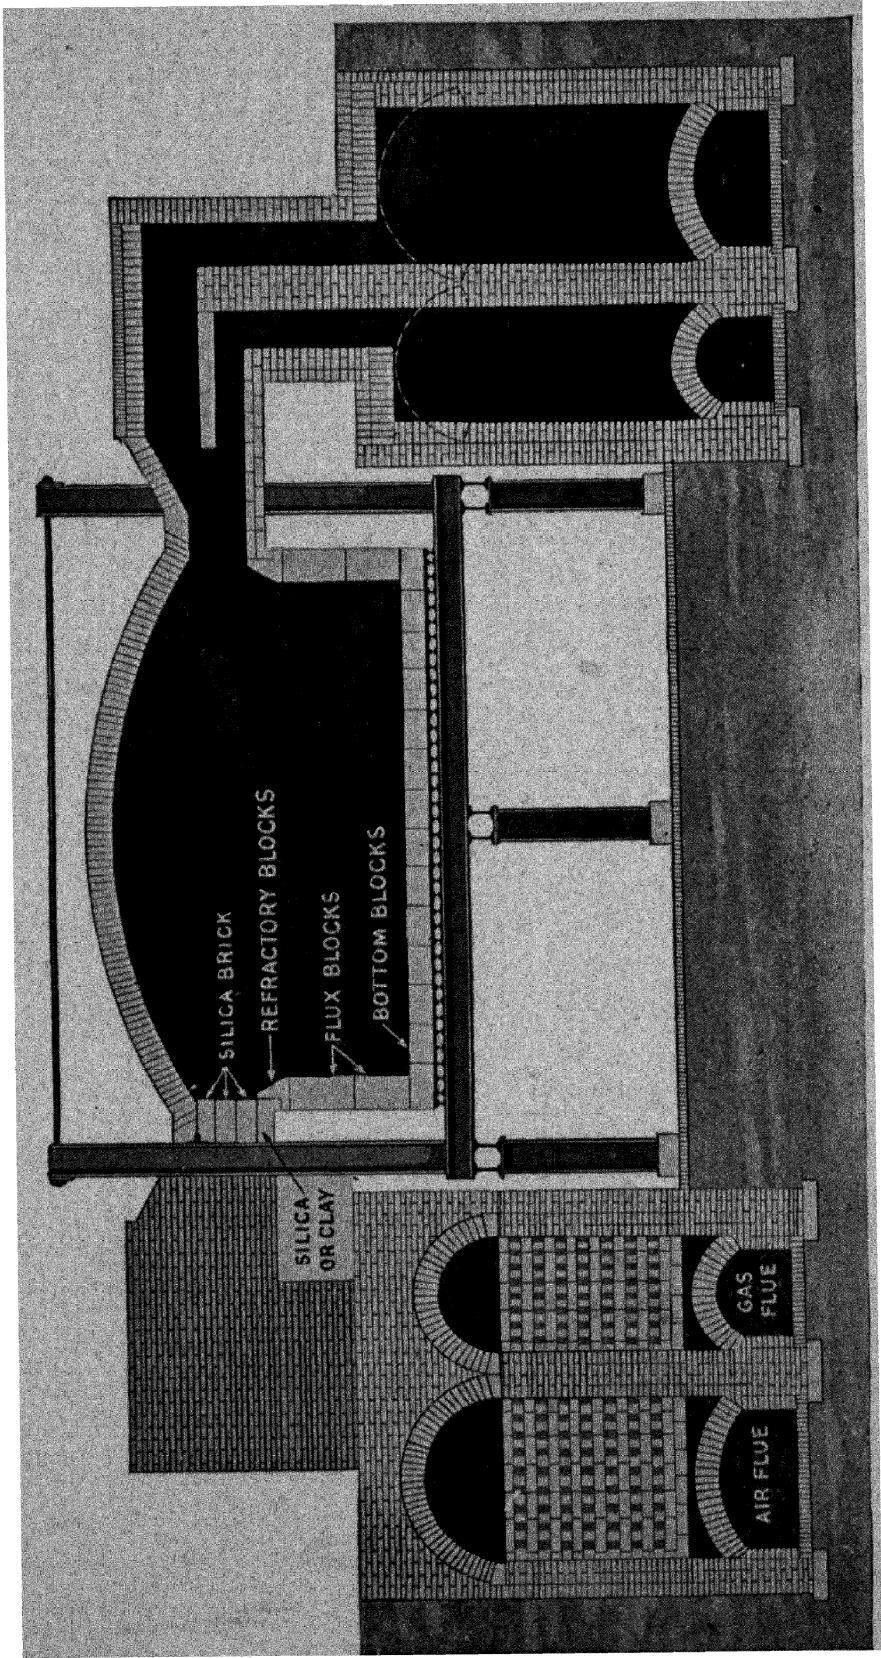 SILICA BRICK
REFRACTORY BLOCKS
FLUX BLOCKS
BOTTOM BLOCKS
SILICA
OR CLAY
AIR FLUE
GAS
FLUE